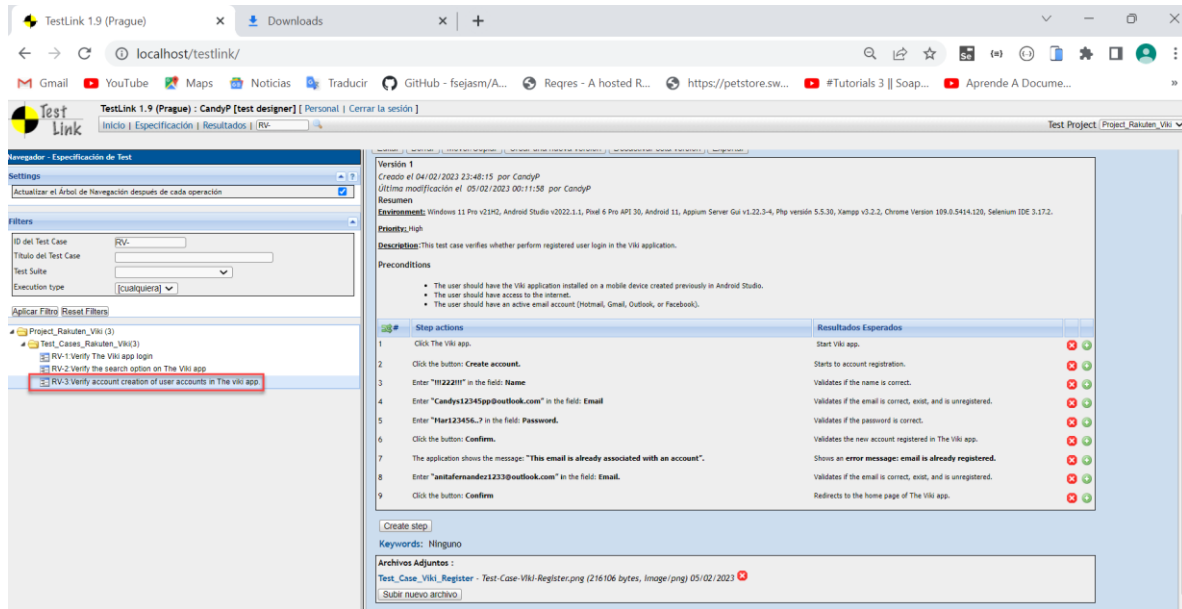 TestLink 1.9 (Prague)
Downloads
localhost/testlink/
Gmail YouTube Maps Noticias Traducir GitHub - fsejasm/A... Reqres - A hosted R... https://petstore.sw... #Tutorials 3 || Soap... Aprende A Docume... »
Test Link
TestLink 1.9 (Prague) : CandyP [test designer] [ Personal | Cerrar la sesión ]
Inicio | Especificación | Resultados | RV-
Test Project Project_Rakuten_Viki
Navegador - Especificación de Test
Settings
Actualizar el Árbol de Navegación después de cada operación
Filters
ID del Test Case RV-
Título del Test Case
Test Suite
Execution type [cualquiera]
Aplicar Filtro Reset Filters
Project_Rakuten_Viki (3)
Test_Cases_Rakuten_Viki(3)
RV-1:Verify The Viki app login
RV-2:Verify the search option on The Viki app
RV-3:Verify account creation of user accounts in The viki app.
Versión 1
Creado el 04/02/2023 23:48:15 por CandyP
Última modificación el 05/02/2023 00:11:58 por CandyP
Resumen
Environment: Windows 11 Pro v21H2, Android Studio v2022.1.1, Pixel 6 Pro API 30, Android 11, Appium Server Gui v1.22.3-4, Php versión 5.5.30, Xampp v3.2.2, Chrome Version 109.0.5414.120, Selenium IDE 3.17.2.
Priority: High
Description:This test case verifies whether perform registered user login in the Viki application.
Preconditions
• The user should have the Viki application installed on a mobile device created previously in Android Studio.
• The user should have access to the internet.
• The user should have an active email account (Hotmail, Gmail, Outlook, or Facebook).
# Step actions Resultados Esperados
1 Click The Viki app. Start Viki app.
2 Click the button: Create account. Starts to account registration.
3 Enter "!!!222!!!" in the field: Name Validates if the name is correct.
4 Enter "Candys12345pp@outlook.com" in the field: Email Validates if the email is correct, exist, and is unregistered.
5 Enter "Mar123456..? in the field: Password. Validates if the password is correct.
6 Click the button: Confirm. Validates the new account registered in The Viki app.
7 The application shows the message: "This email is already associated with an account". Shows an error message: email is already registered.
8 Enter "anitafernandez1233@outlook.com" in the field: Email. Validates if the email is correct, exist, and is unregistered.
9 Click the button: Confirm Redirects to the home page of The Viki app.
Create step
Keywords: Ninguno
Archivos Adjuntos :
Test_Case_Viki_Register - Test-Case-Viki-Register.png (216106 bytes, image/png) 05/02/2023
Subir nuevo archivo